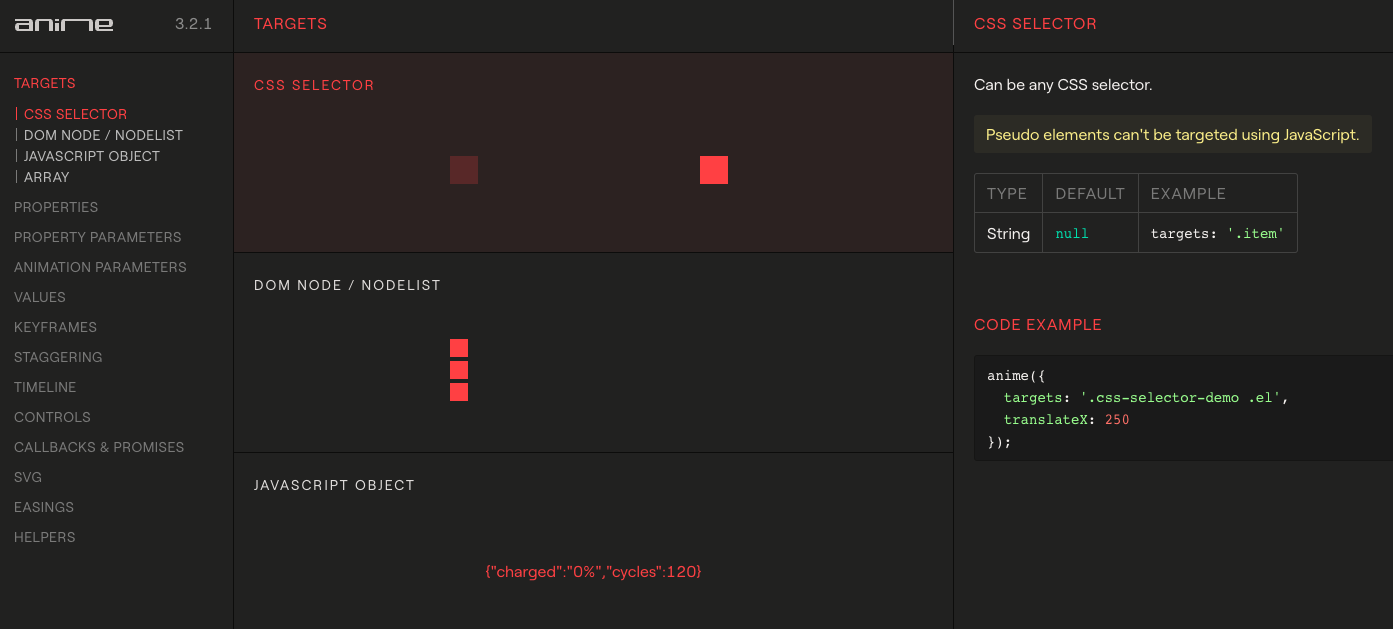 anime
3.2.1
TARGETS
CSS SELECTOR
DOM NODE / NODELIST
JAVASCRIPT OBJECT
ARRAY
PROPERTIES
PROPERTY PARAMETERS
ANIMATION PARAMETERS
VALUES
KEYFRAMES
STAGGERING
TIMELINE
CONTROLS
CALLBACKS & PROMISES
SVG
EASINGS
HELPERS
TARGETS
CSS SELECTOR
DOM NODE / NODELIST
JAVASCRIPT OBJECT
{"charged":"0%","cycles":120}
CSS SELECTOR
Can be any CSS selector.
Pseudo elements can't be targeted using JavaScript.
TYPE DEFAULT EXAMPLE
String null targets: '.item'
CODE EXAMPLE
anime({
  targets: '.css-selector-demo .el',
  translateX: 250
});